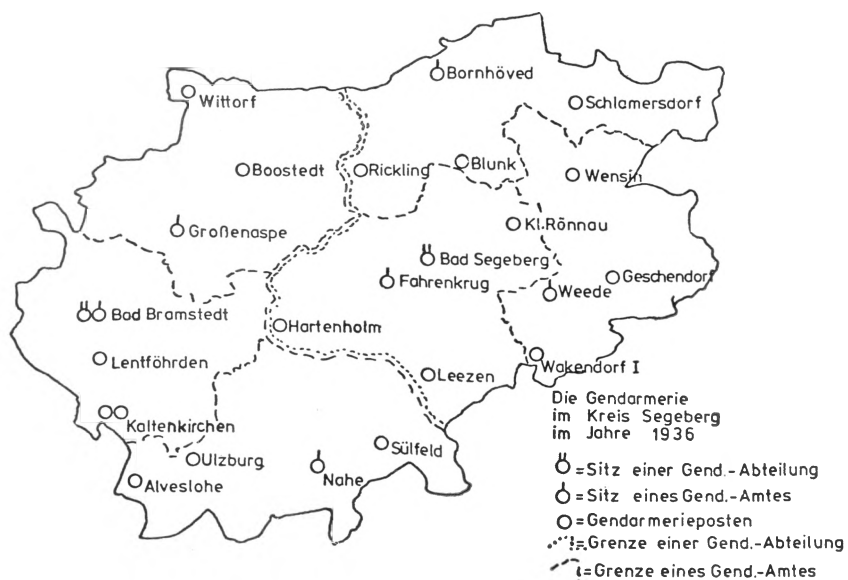 Bornhöved
Wittorf
Schlamersdorf
Boostedt
Rickling
Blunk
Wensin
Großenaspe
Kl. Rönnau
Bad Segeberg
Fahrenkrug
Geschendorf
Weede
Bad Bramstedt
Hartenholm
Lentföhrden
Wakendorf I
Leezen
Kaltenkirchen
Ulzburg
Sülfeld
Nahe
Alveslohe
Die Gendarmerie
im Kreis Segeberg
im Jahre 1936
=Sitz einer Gend.-Abteilung
=Sitz eines Gend.-Amtes
=Gendarmerieposten
=Grenze einer Gend.-Abteilung
=Grenze eines Gend.-Amtes